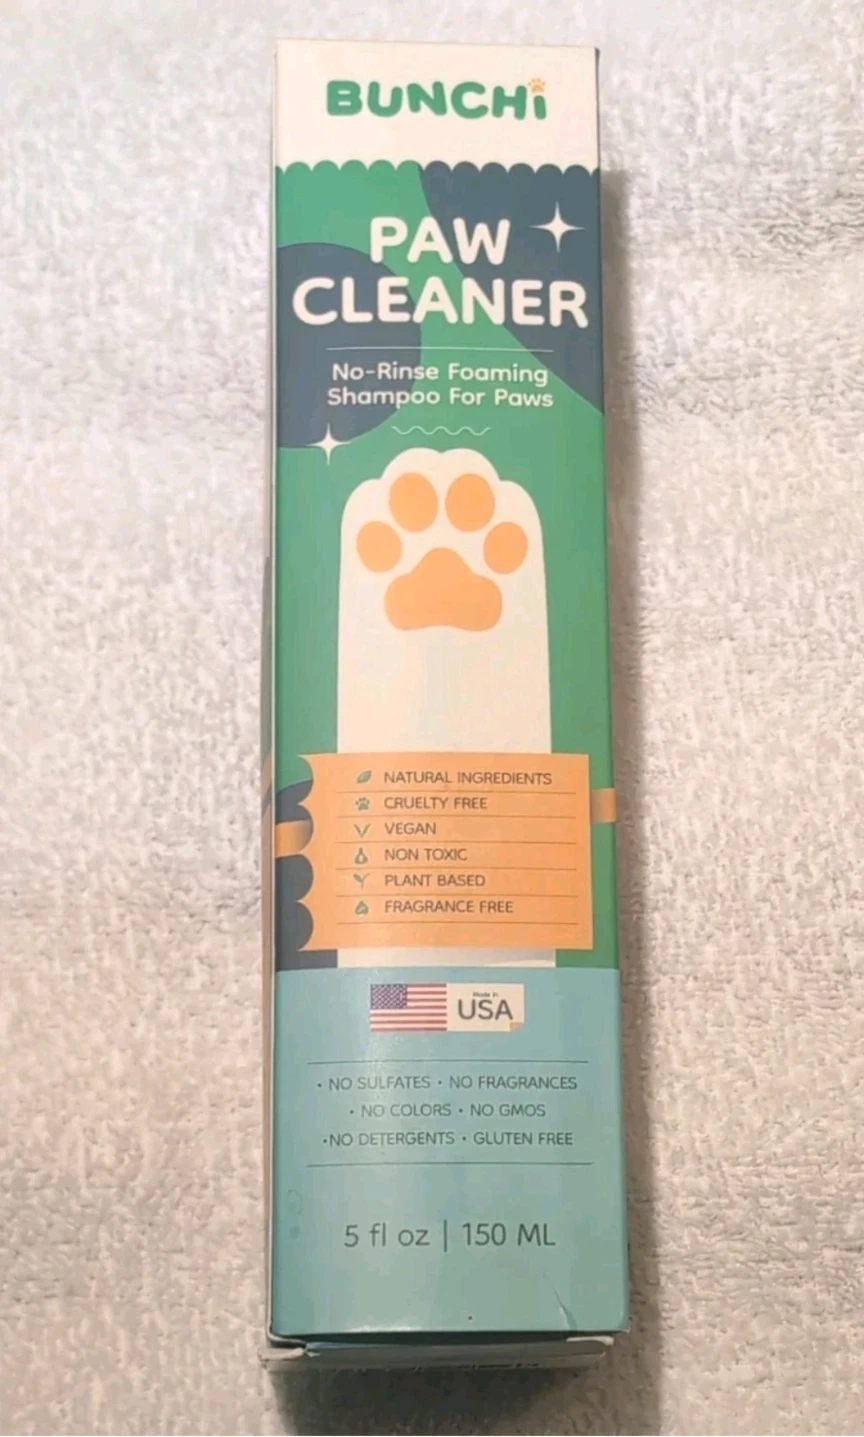 BUNCHi
PAW
CLEANER
No-Rinse Foaming
Shampoo For Paws
NATURAL INGREDIENTS
CRUELTY FREE
VEGAN
NON TOXIC
PLANT BASED
FRAGRANCE FREE
Made in
USA
• NO SULFATES • NO FRAGRANCES
• NO COLORS • NO GMOS
•NO DETERGENTS • GLUTEN FREE
5 fl oz | 150 ML